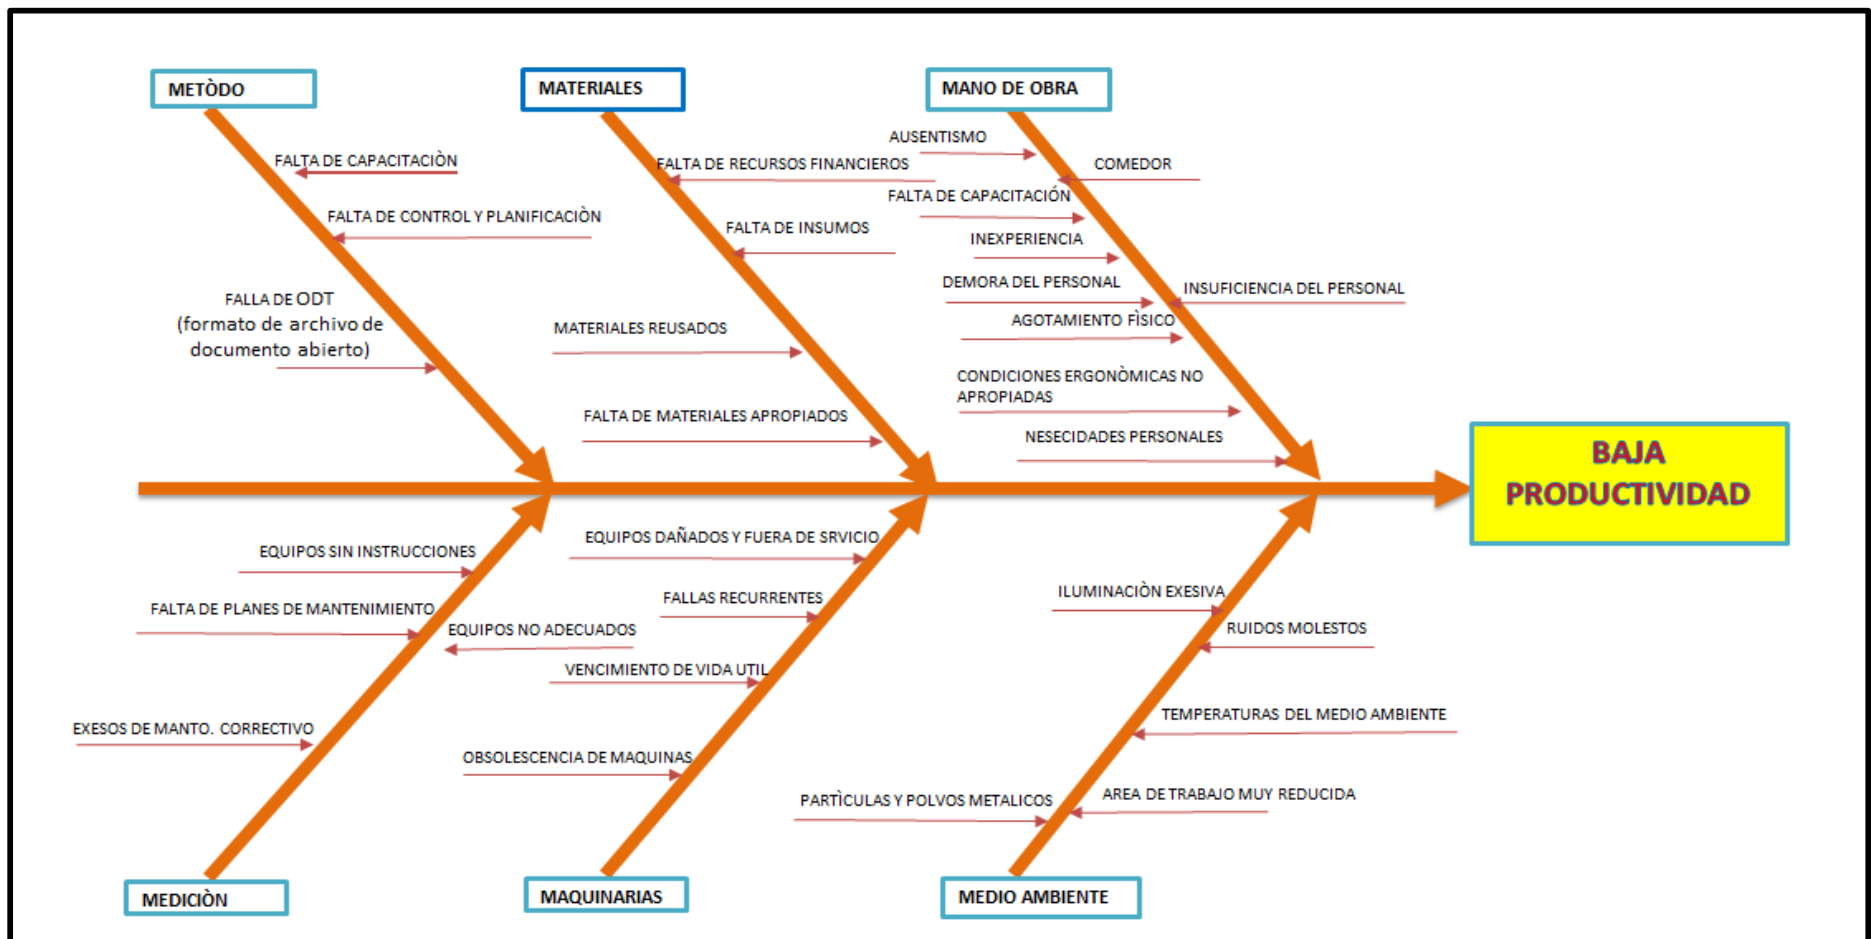 METÒDO
MATERIALES
MANO DE OBRA
FALTA DE CAPACITACIÒN
FALTA DE CONTROL Y PLANIFICACIÒN
FALLA DE ODT
(formato de archivo de
documento abierto)
FALTA DE RECURSOS FINANCIEROS
FALTA DE INSUMOS
MATERIALES REUSADOS
FALTA DE MATERIALES APROPIADOS
AUSENTISMO
COMEDOR
FALTA DE CAPACITACIÓN
INEXPERIENCIA
DEMORA DEL PERSONAL
INSUFICIENCIA DEL PERSONAL
AGOTAMIENTO FÌSICO
CONDICIONES ERGONÒMICAS NO
APROPIADAS
NESECIDADES PERSONALES
BAJA
PRODUCTIVIDAD
EQUIPOS SIN INSTRUCCIONES
FALTA DE PLANES DE MANTENIMIENTO
EQUIPOS NO ADECUADOS
EXESOS DE MANTO. CORRECTIVO
EQUIPOS DAÑADOS Y FUERA DE SRVICIO
FALLAS RECURRENTES
VENCIMIENTO DE VIDA UTIL
OBSOLESCENCIA DE MAQUINAS
ILUMINACIÒN EXESIVA
RUIDOS MOLESTOS
TEMPERATURAS DEL MEDIO AMBIENTE
PARTÌCULAS Y POLVOS METALICOS
AREA DE TRABAJO MUY REDUCIDA
MEDICIÒN
MAQUINARIAS
MEDIO AMBIENTE